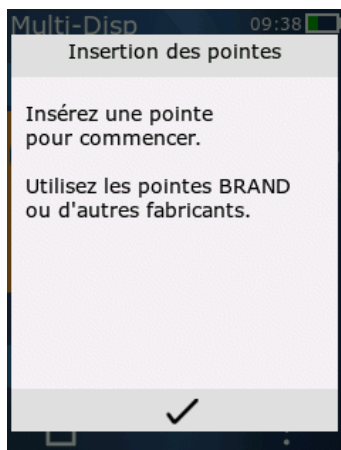 Multi-Disp 09:38
Insertion des pointes
Insérez une pointe
pour commencer.
Utilisez les pointes BRAND
ou d'autres fabricants.